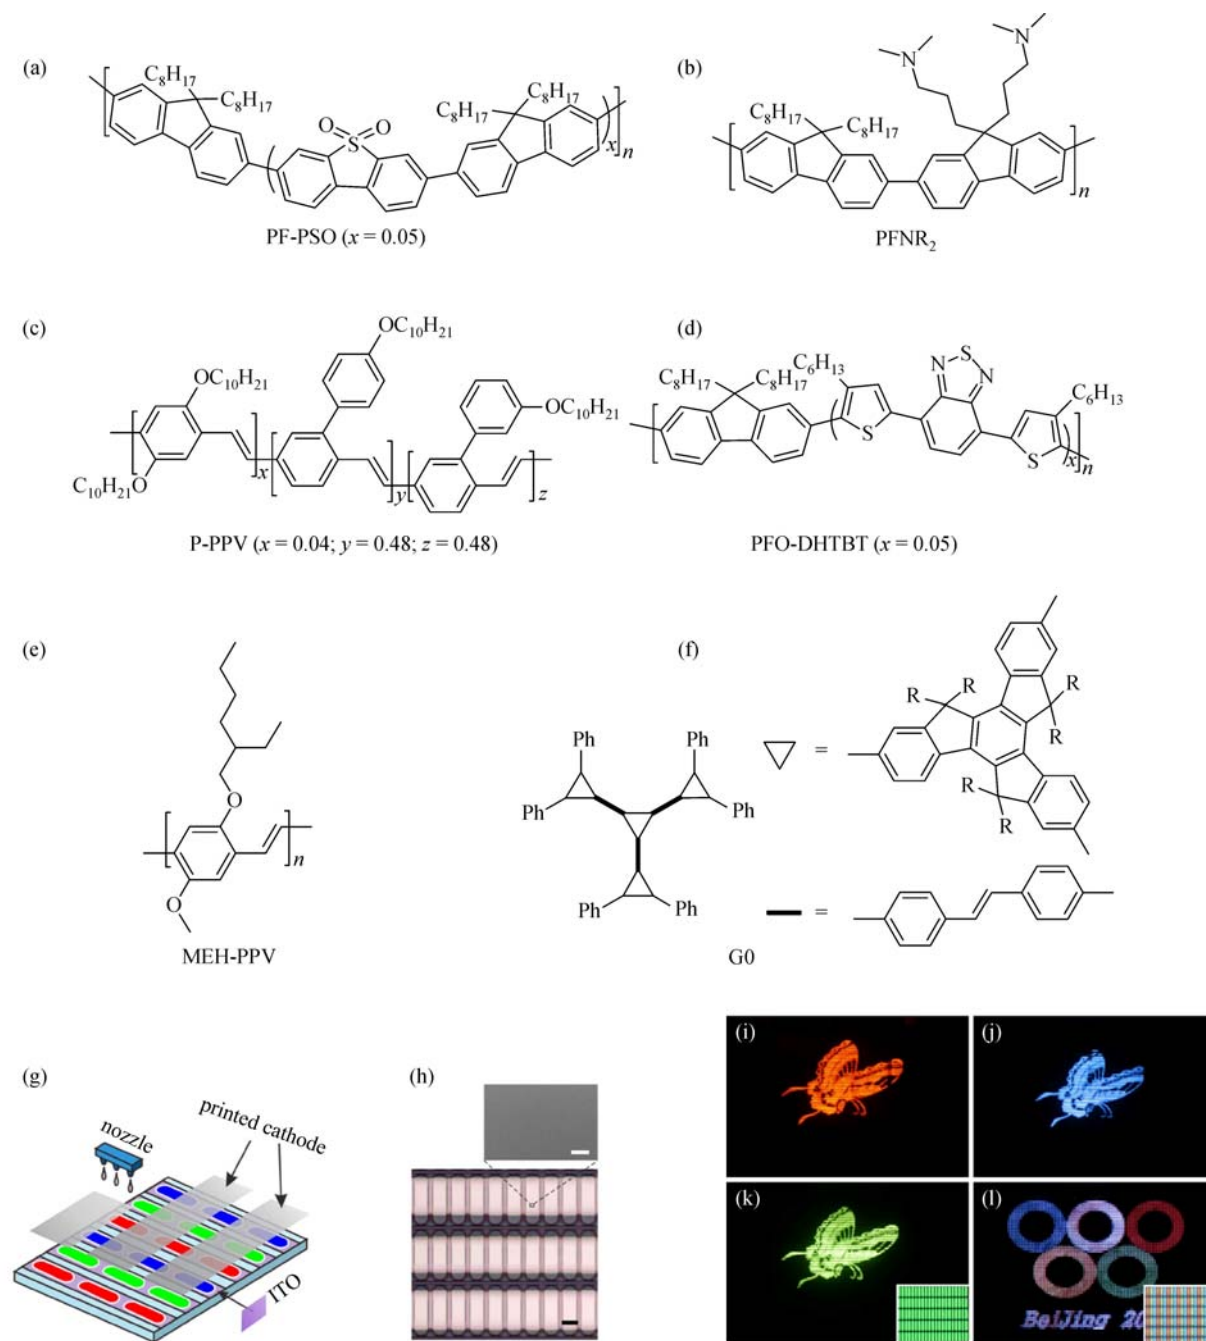 (a)
C8H17
C8H17
O
O
S
C8H17
C8H17
x
n
PF-PSO (x = 0.05)
(b)
N
N
C8H17
C8H17
n
PFNR2
(c)
OC10H21
OC10H21
OC10H21
C10H21O
x
y
z
P-PPV (x = 0.04; y = 0.48; z = 0.48)
(d)
C8H17
C8H17
C6H13
S
N
S
N
C6H13
S
x
n
PFO-DHTBT (x = 0.05)
(e)
O
n
O
MEH-PPV
(f)
Ph
Ph
Ph
Ph
Ph
Ph
=
R
R
R
R
R
R
=
G0
(g)
nozzle
printed cathode
ITO
(h)
(i)
(j)
(k)
(l)
BeiJing 20